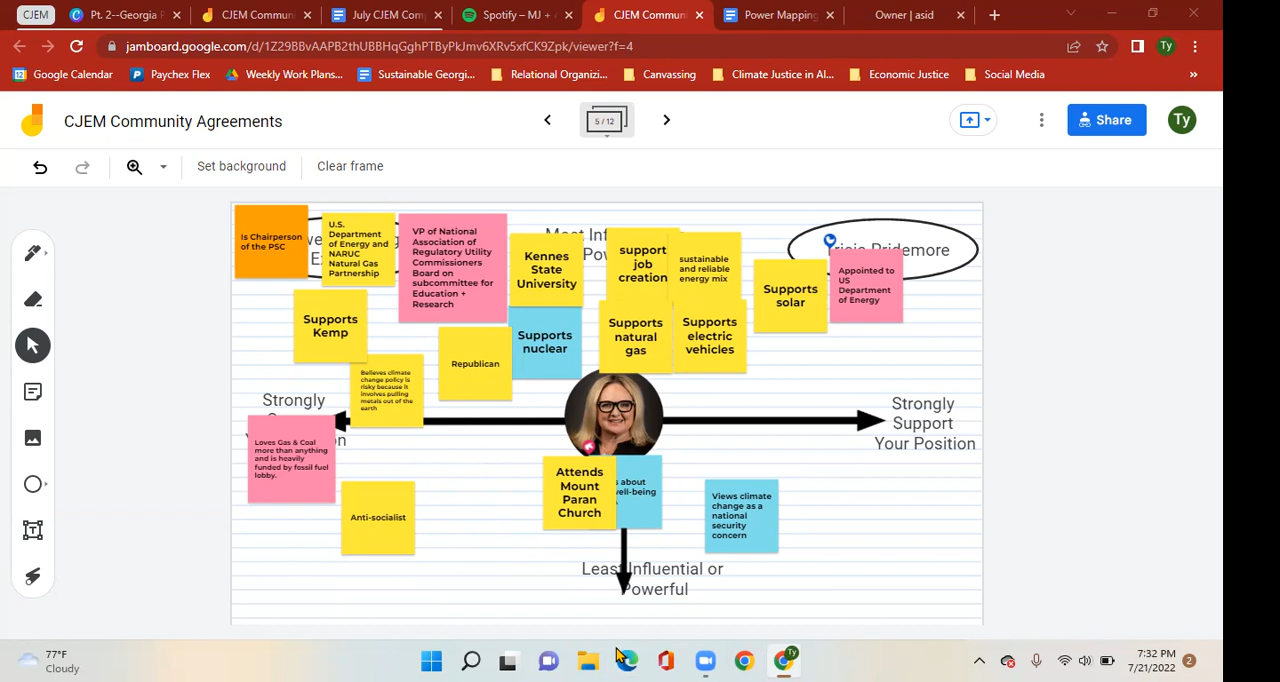 CJEM
Pt. 2--Georgia P
CJEM Commun
July CJEM Com
Spotify – MJ +
CJEM Commun
Power Mapping
Owner | asid
jamboard.google.com/d/1Z29BBvAAPB2thUBBHqGghPTByPkJmv6XRv5xfCK9Zpk/viewer?f=4
Ty
Google Calendar
Paychex Flex
Weekly Work Plans...
Sustainable Georgi...
Relational Organizi...
Canvassing
Climate Justice in Al...
Economic Justice
Social Media
»
CJEM Community Agreements
5 / 12
Share
Ty
Set background
Clear frame
Is Chairperson
of the PSC
U.S.
Department
of Energy and
NARUC
Natural Gas
Partnership
VP of National
Association of
Regulatory Utility
Commissioners
Board on
subcommittee for
Education +
Research
Kennes
State
University
support
job
creation
sustainable
and reliable
energy mix
Pridemore
Appointed to
US
Department
of Energy
Supports
solar
Supports
Kemp
Supports
nuclear
Supports
natural
gas
Supports
electric
vehicles
Republican
Believes climate
change policy is
risky because it
involves pulling
metals out of the
earth
Strongly
Strongly
Support
Your Position
Loves Gas & Coal
more than anything
and is heavily
funded by fossil fuel
lobby.
Anti-socialist
Attends
Mount
Paran
Church
about
well-being
Views climate
change as a
national
security
concern
Least Influential or
Powerful
77°F
Cloudy
Ty
7:32 PM
7/21/2022
2